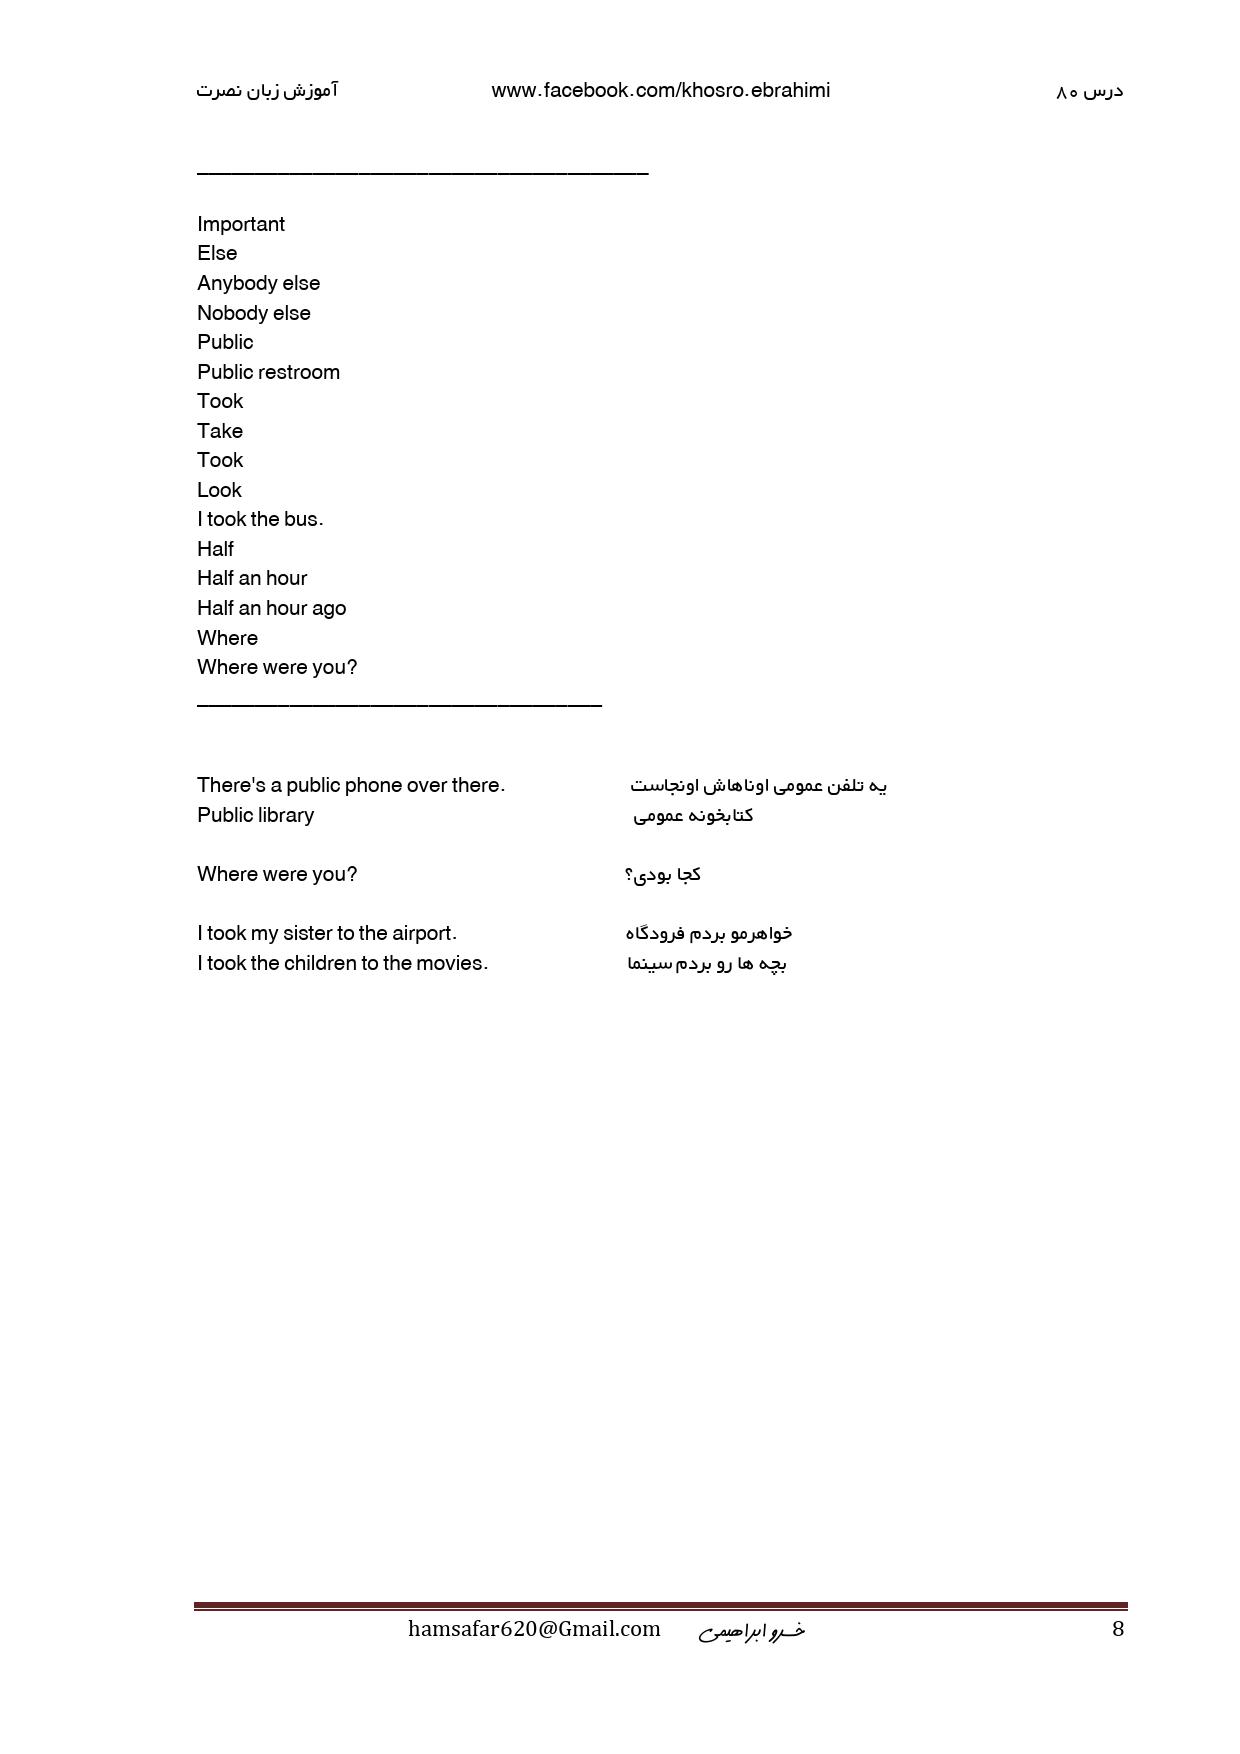 آموزش زبان نصرت www.facebook.com/khosro.ebrahimi درس ۸۰
_______________________________________
Important
Else
Anybody else
Nobody else
Public
Public restroom
Took
Take
Took
Look
I took the bus.
Half
Half an hour
Half an hour ago
Where
Where were you?
___________________________________
There's a public phone over there. یه تلفن عمومی اوناهاش اونجاست
Public library کتابخونه عمومی
Where were you? کجا بودی؟
I took my sister to the airport. خواهرمو بردم فرودگاه
I took the children to the movies. بچه ها رو بردم سینما
hamsafar620@Gmail.com خسرو ابراهیمی 8